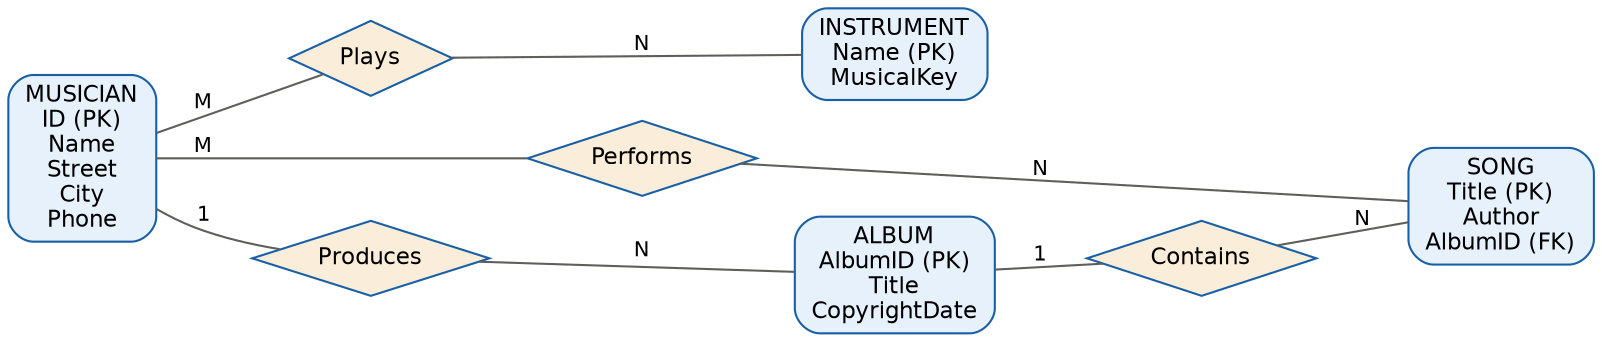 MUSICIAN
ID (PK)
Name
Street
City
Phone
M
M
1
Plays
Performs
Produces
N
N
INSTRUMENT
Name (PK)
MusicalKey
ALBUM
AlbumID (PK)
Title
CopyrightDate
N
1
Contains
N
SONG
Title (PK)
Author
AlbumID (FK)